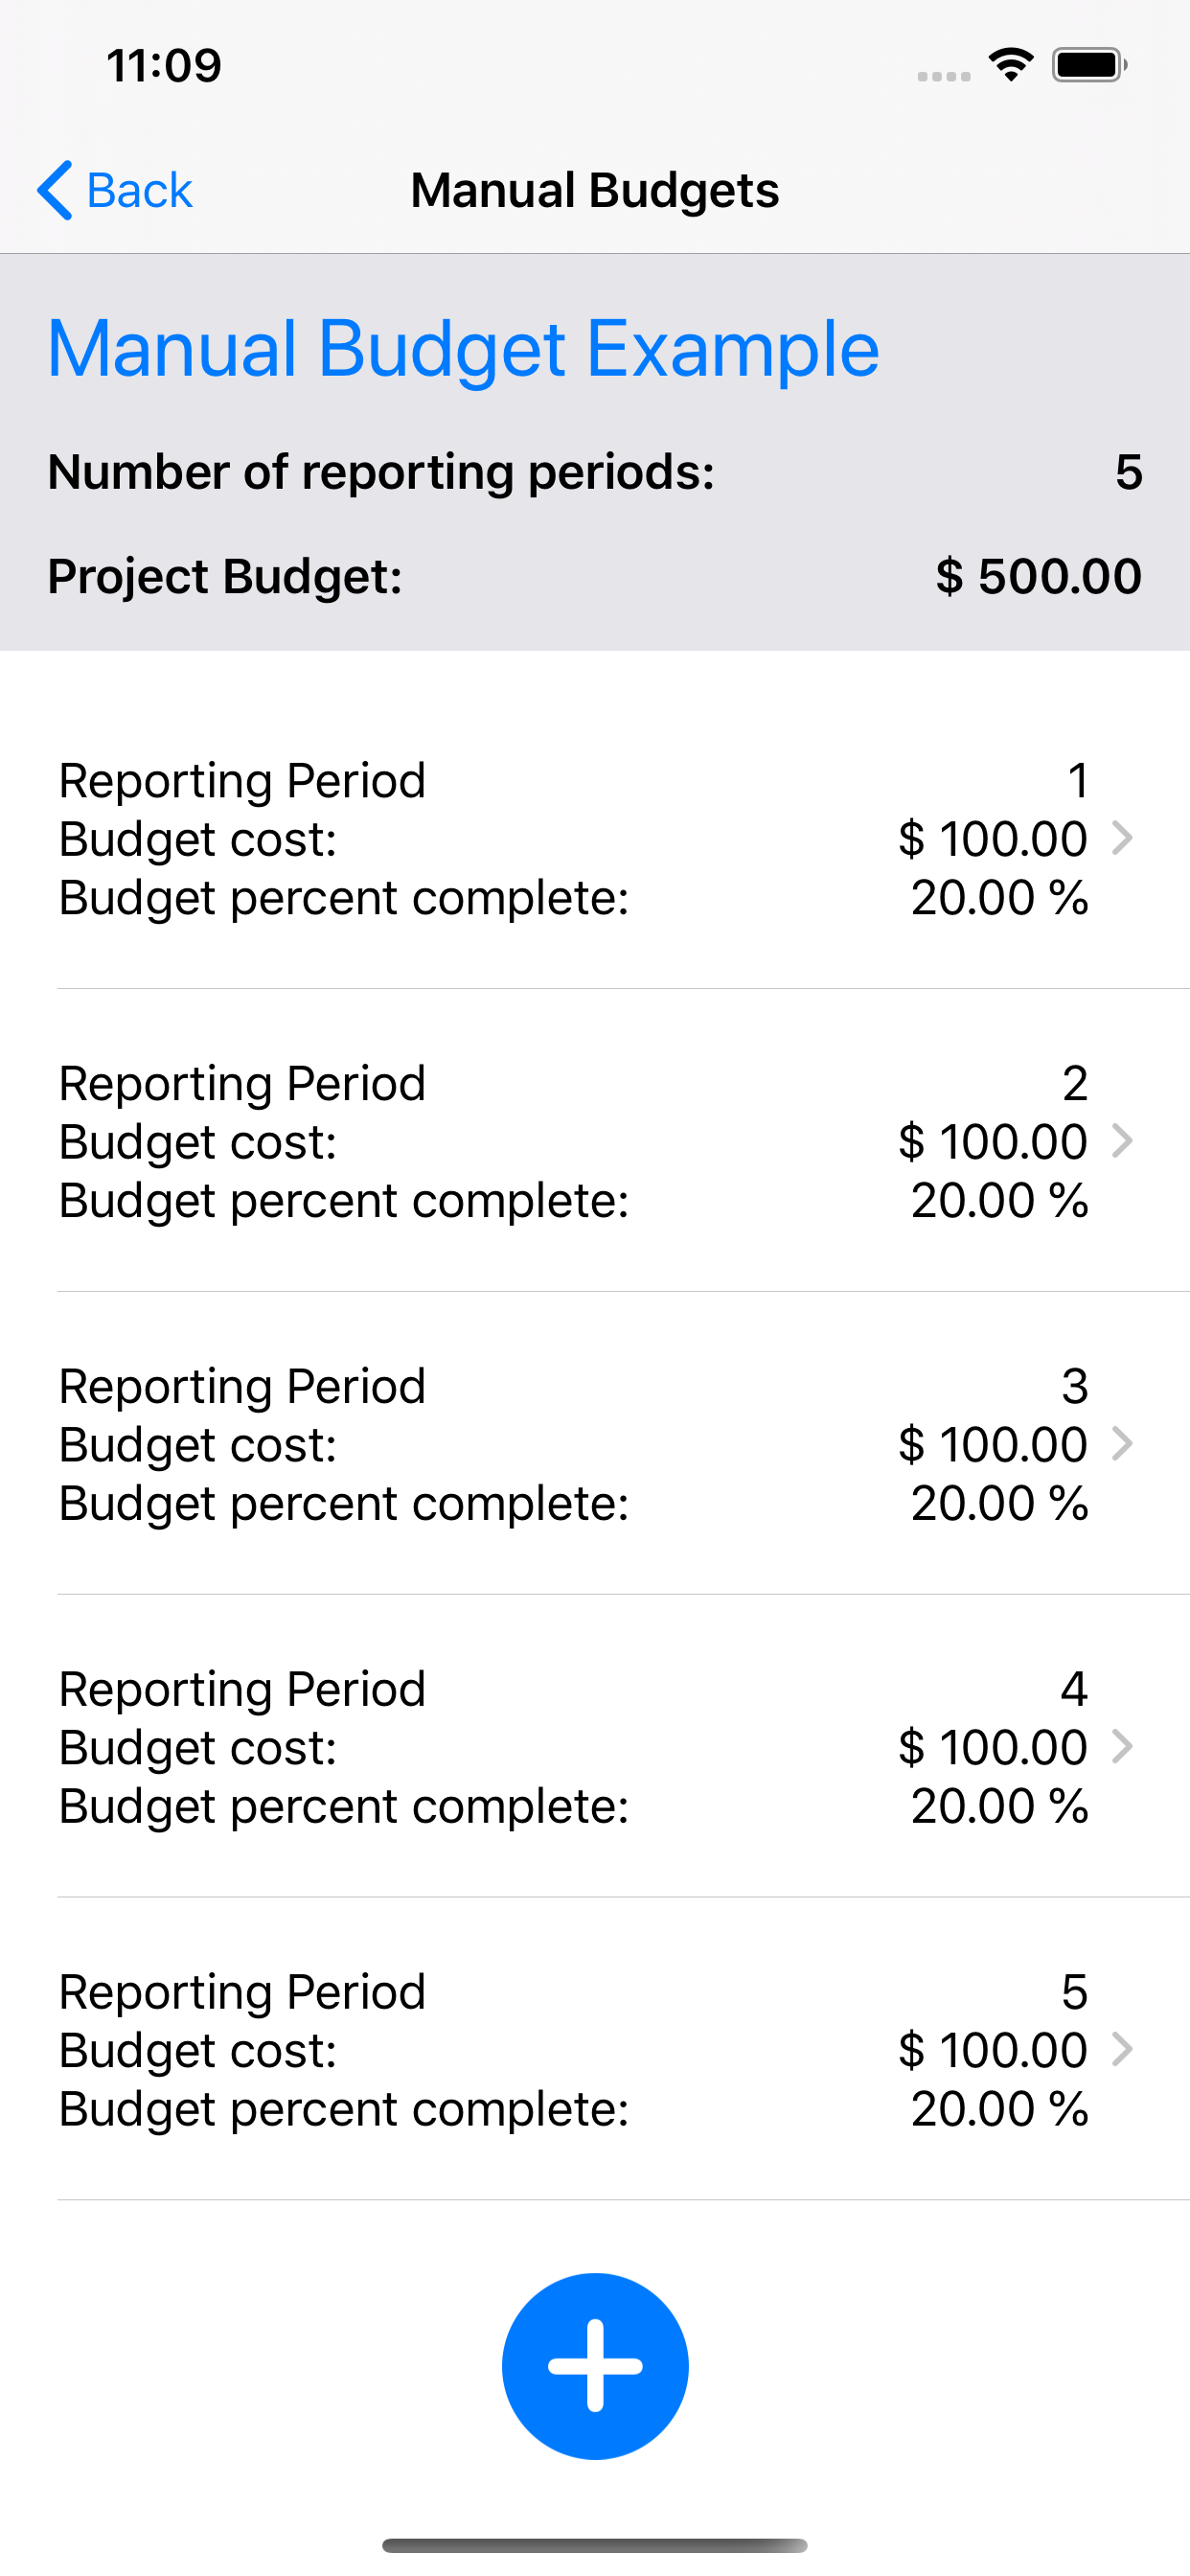 11:09
Back
Manual Budgets
Manual Budget Example
Number of reporting periods: 5
Project Budget: $ 500.00
Reporting Period 1
Budget cost: $ 100.00
Budget percent complete: 20.00 %
Reporting Period 2
Budget cost: $ 100.00
Budget percent complete: 20.00 %
Reporting Period 3
Budget cost: $ 100.00
Budget percent complete: 20.00 %
Reporting Period 4
Budget cost: $ 100.00
Budget percent complete: 20.00 %
Reporting Period 5
Budget cost: $ 100.00
Budget percent complete: 20.00 %